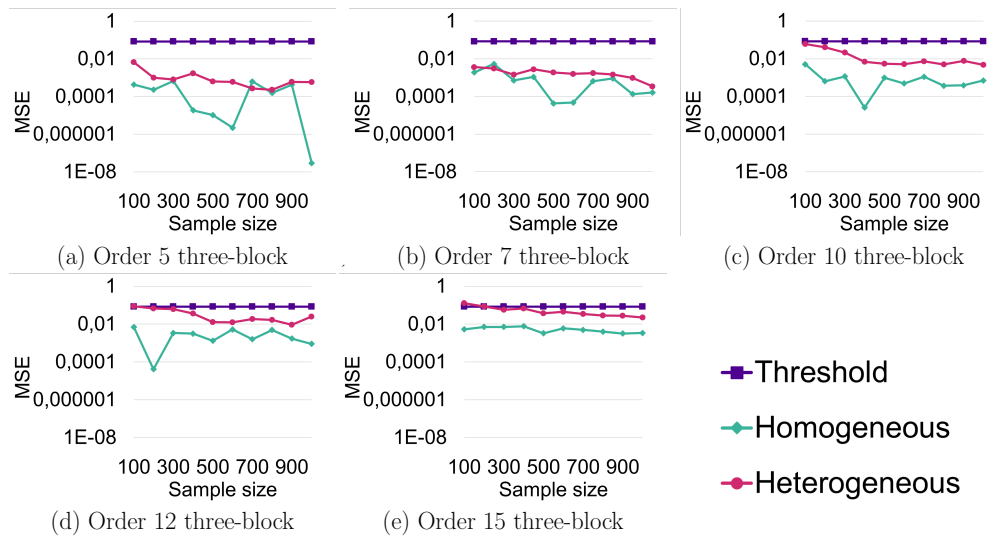 1
0,01
0,0001
0,000001
1E-08
MSE
100 300 500 700 900
Sample size
(a) Order 5 three-block
1
0,01
0,0001
0,000001
1E-08
MSE
100 300 500 700 900
Sample size
(b) Order 7 three-block
1
0,01
0,0001
0,000001
1E-08
MSE
100 300 500 700 900
Sample size
(c) Order 10 three-block
1
0,01
0,0001
0,000001
1E-08
MSE
100 300 500 700 900
Sample size
(d) Order 12 three-block
1
0,01
0,0001
0,000001
1E-08
MSE
100 300 500 700 900
Sample size
(e) Order 15 three-block
Threshold
Homogeneous
Heterogeneous